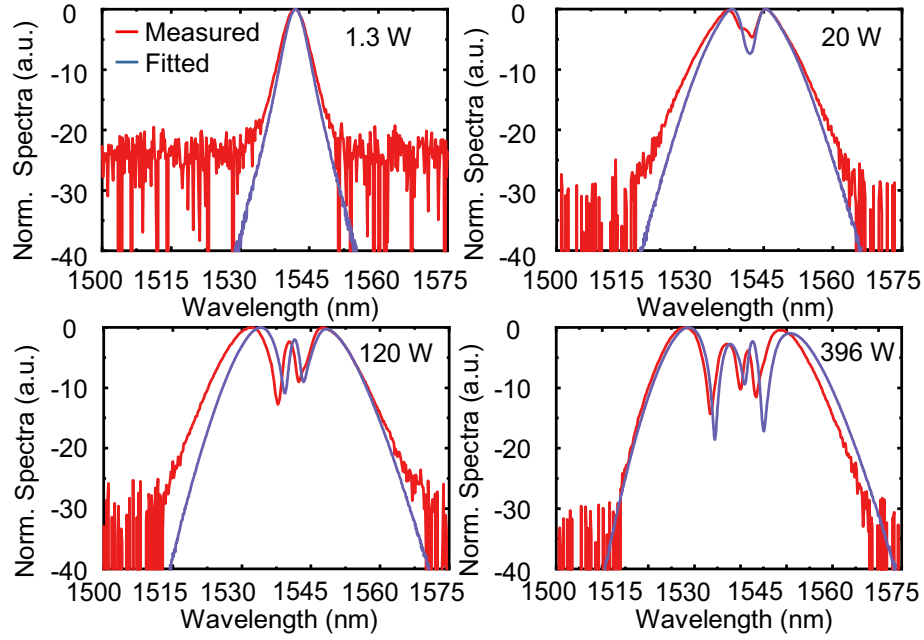 0
-10
-20
-30
-40
Norm. Spectra (a.u.)
Measured
Fitted
1.3 W
1500 1515 1530 1545 1560 1575
Wavelength (nm)
0
-10
-20
-30
-40
Norm. Spectra (a.u.)
20 W
1500 1515 1530 1545 1560 1575
Wavelength (nm)
0
-10
-20
-30
-40
Norm. Spectra (a.u.)
120 W
1500 1515 1530 1545 1560 1575
Wavelength (nm)
0
-10
-20
-30
-40
Norm. Spectra (a.u.)
396 W
1500 1515 1530 1545 1560 1575
Wavelength (nm)